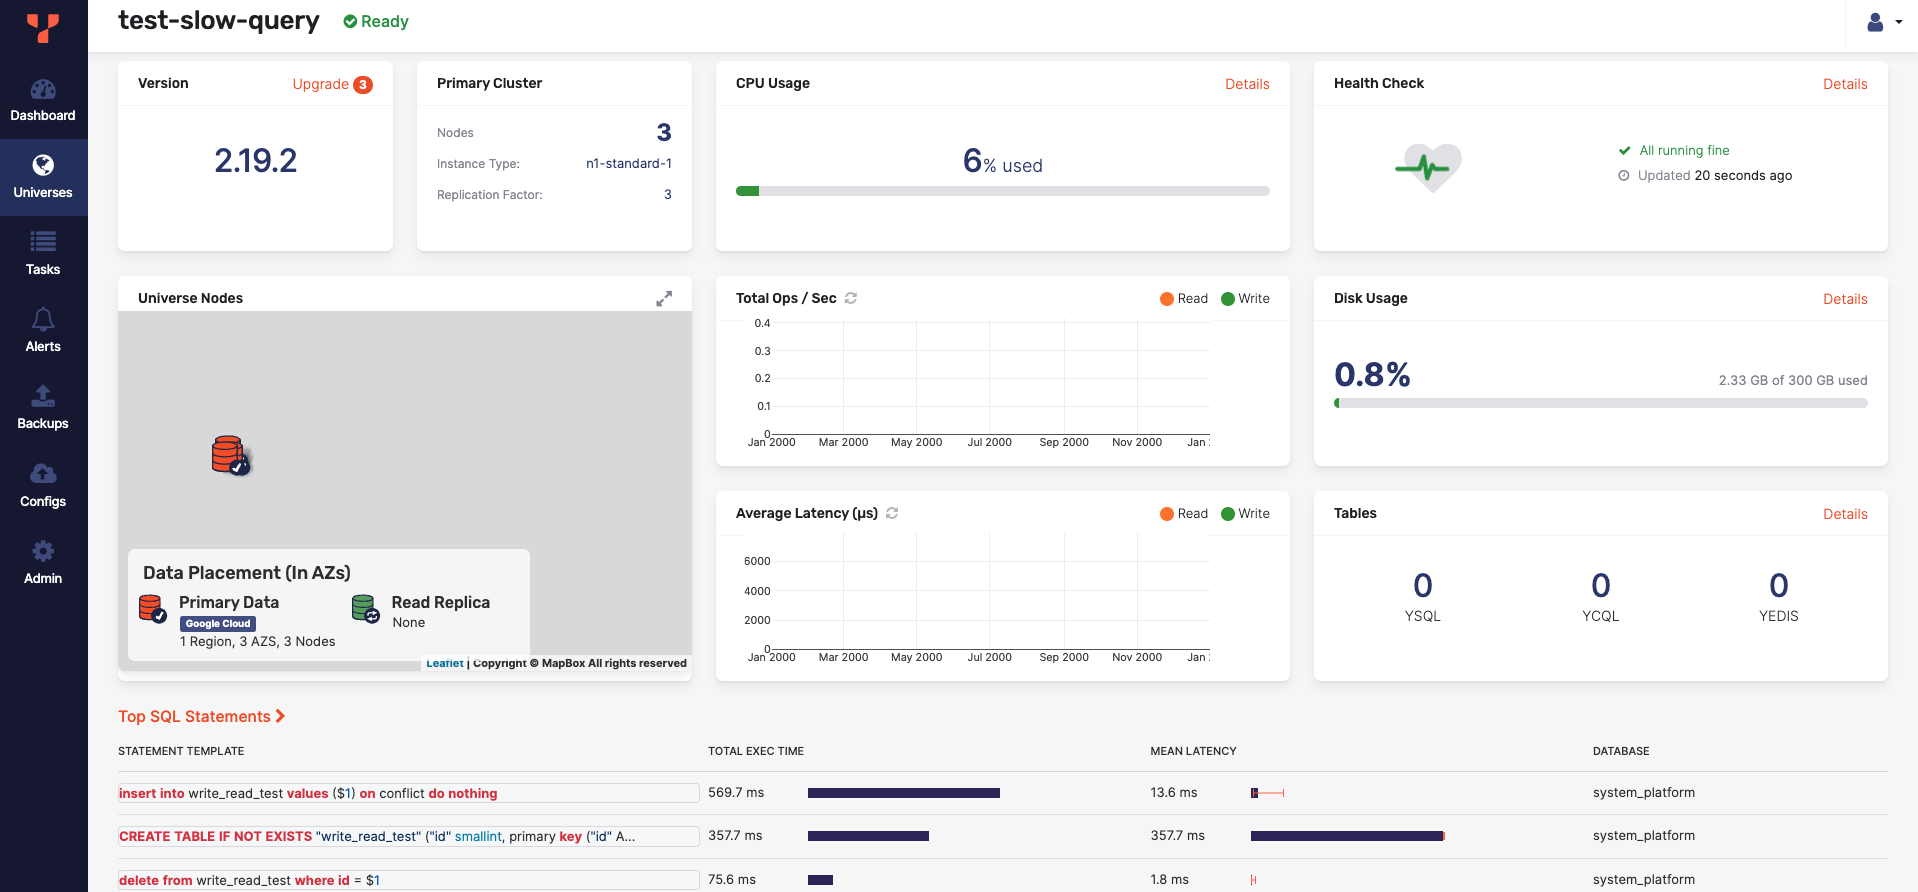 test-slow-query Ready
Dashboard
Universes
Tasks
Alerts
Backups
Configs
Admin
Version Upgrade 3
2.19.2
Primary Cluster
Nodes 3
Instance Type: n1-standard-1
Replication Factor: 3
CPU Usage Details
6% used
Health Check Details
All running fine
Updated 20 seconds ago
Universe Nodes
Data Placement (In AZs)
Primary Data
Google Cloud
1 Region, 3 AZS, 3 Nodes
Read Replica
None
Leaflet | Copyright © MapBox All rights reserved
Total Ops / Sec Read Write
0.4
0.3
0.2
0.1
0
Jan 2000 Mar 2000 May 2000 Jul 2000 Sep 2000 Nov 2000 Jan
Disk Usage Details
0.8% 2.33 GB of 300 GB used
Average Latency (µs) Read Write
6000
4000
2000
0
Jan 2000 Mar 2000 May 2000 Jul 2000 Sep 2000 Nov 2000 Jan
Tables Details
0 0 0
YSQL YCQL YEDIS
Top SQL Statements
STATEMENT TEMPLATE TOTAL EXEC TIME MEAN LATENCY DATABASE
insert into write_read_test values ($1) on conflict do nothing 569.7 ms 13.6 ms system_platform
CREATE TABLE IF NOT EXISTS "write_read_test" ("id" smallint, primary key ("id" A... 357.7 ms 357.7 ms system_platform
delete from write_read_test where id = $1 75.6 ms 1.8 ms system_platform